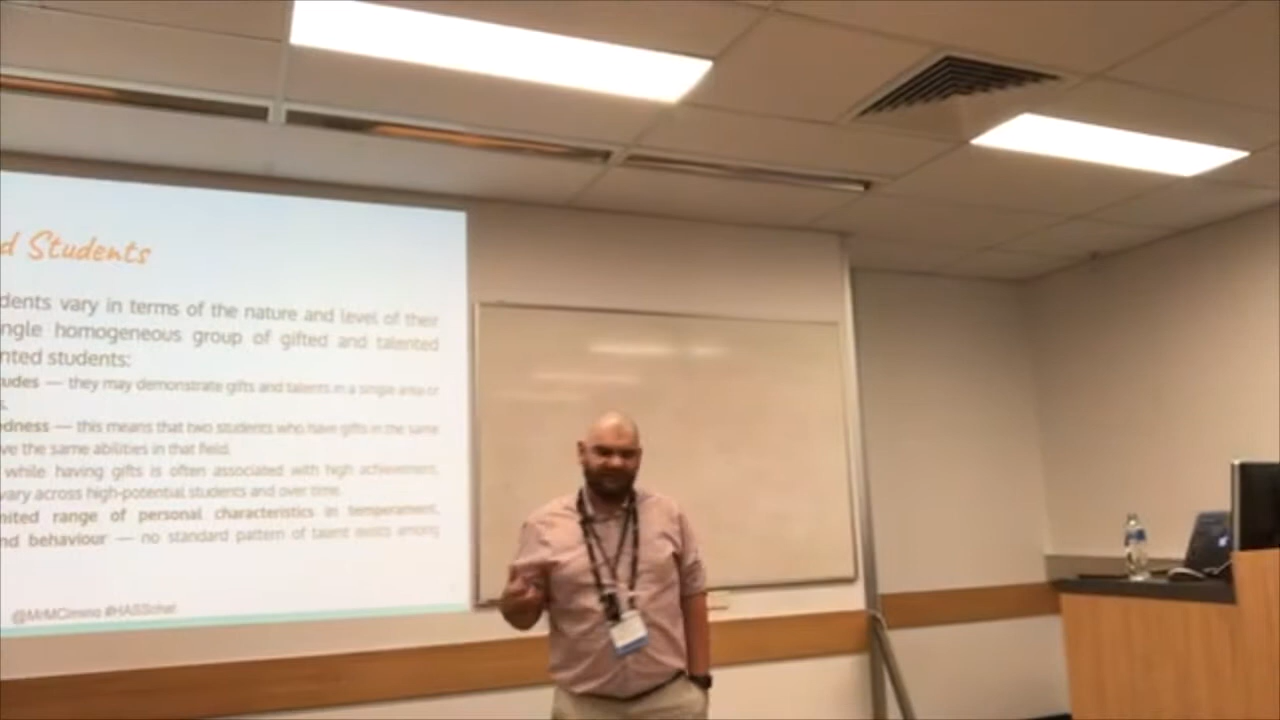 d Students
dents vary in terms of the nature and level of their
ngle homogeneous group of gifted and talented
nted students:
udes — they may demonstrate gifts and talents in a single area or
s.
dness — this means that two students who have gifts in the same
ve the same abilities in that field.
while having gifts is often associated with high achievement,
vary across high-potential students and over time.
mited range of personal characteristics in temperament,
nd behaviour — no standard pattern of talent exists among
@MrMCimino #HASSchat